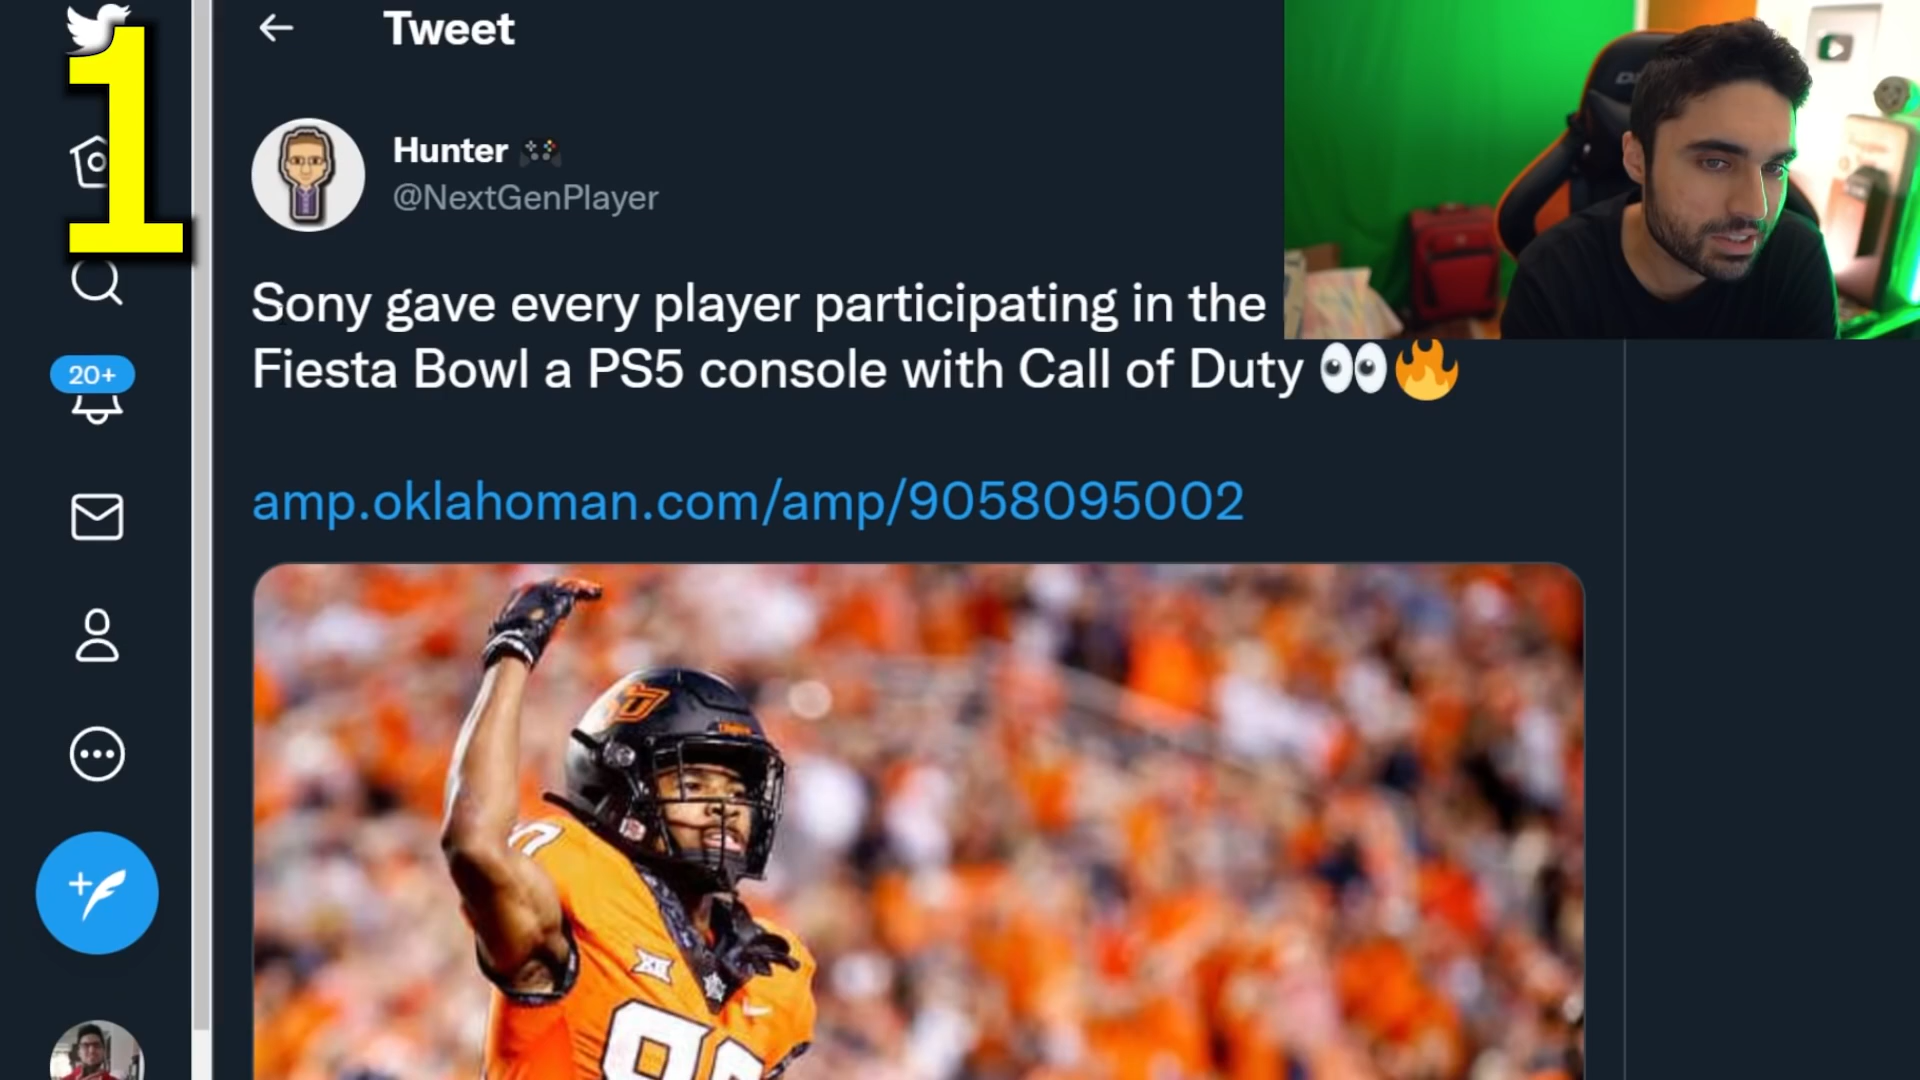 1
Tweet
Hunter
@NextGenPlayer
Sony gave every player participating in the
Fiesta Bowl a PS5 console with Call of Duty 👀🔥
amp.oklahoman.com/amp/9058095002
20+
XII